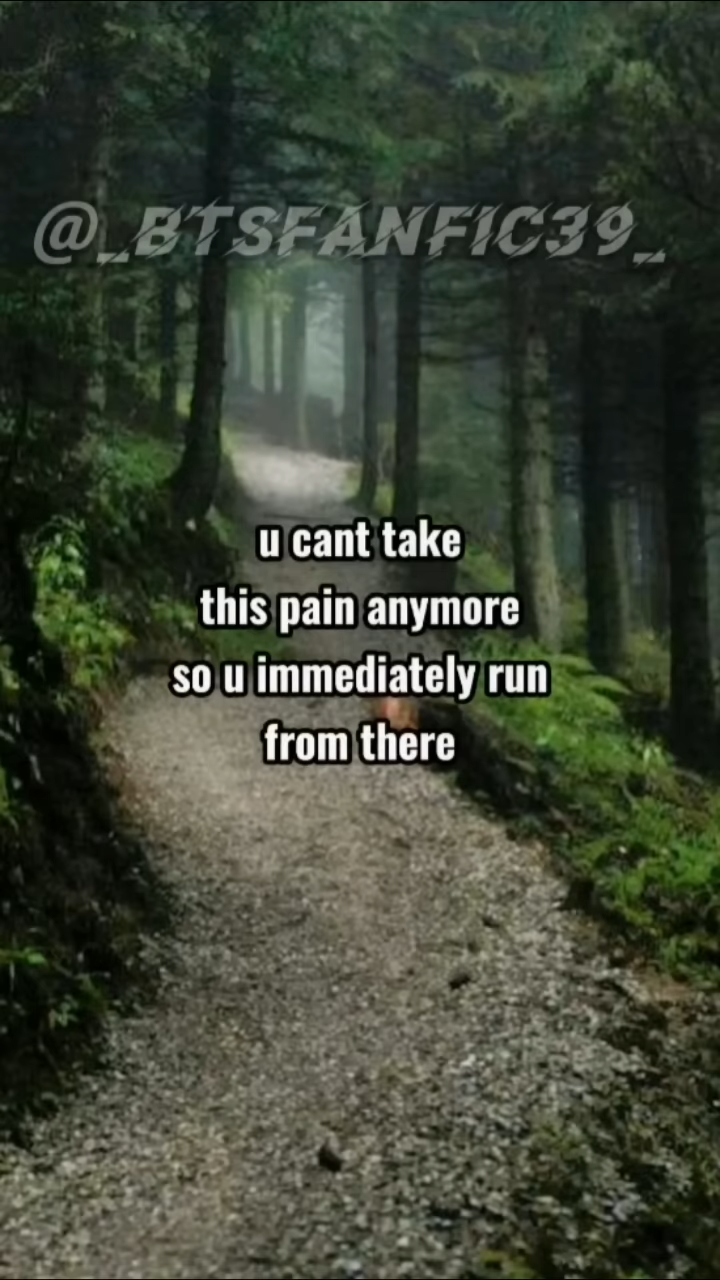 @_BTSFANFIC39_
u cant take
this pain anymore
so u immediately run
from there